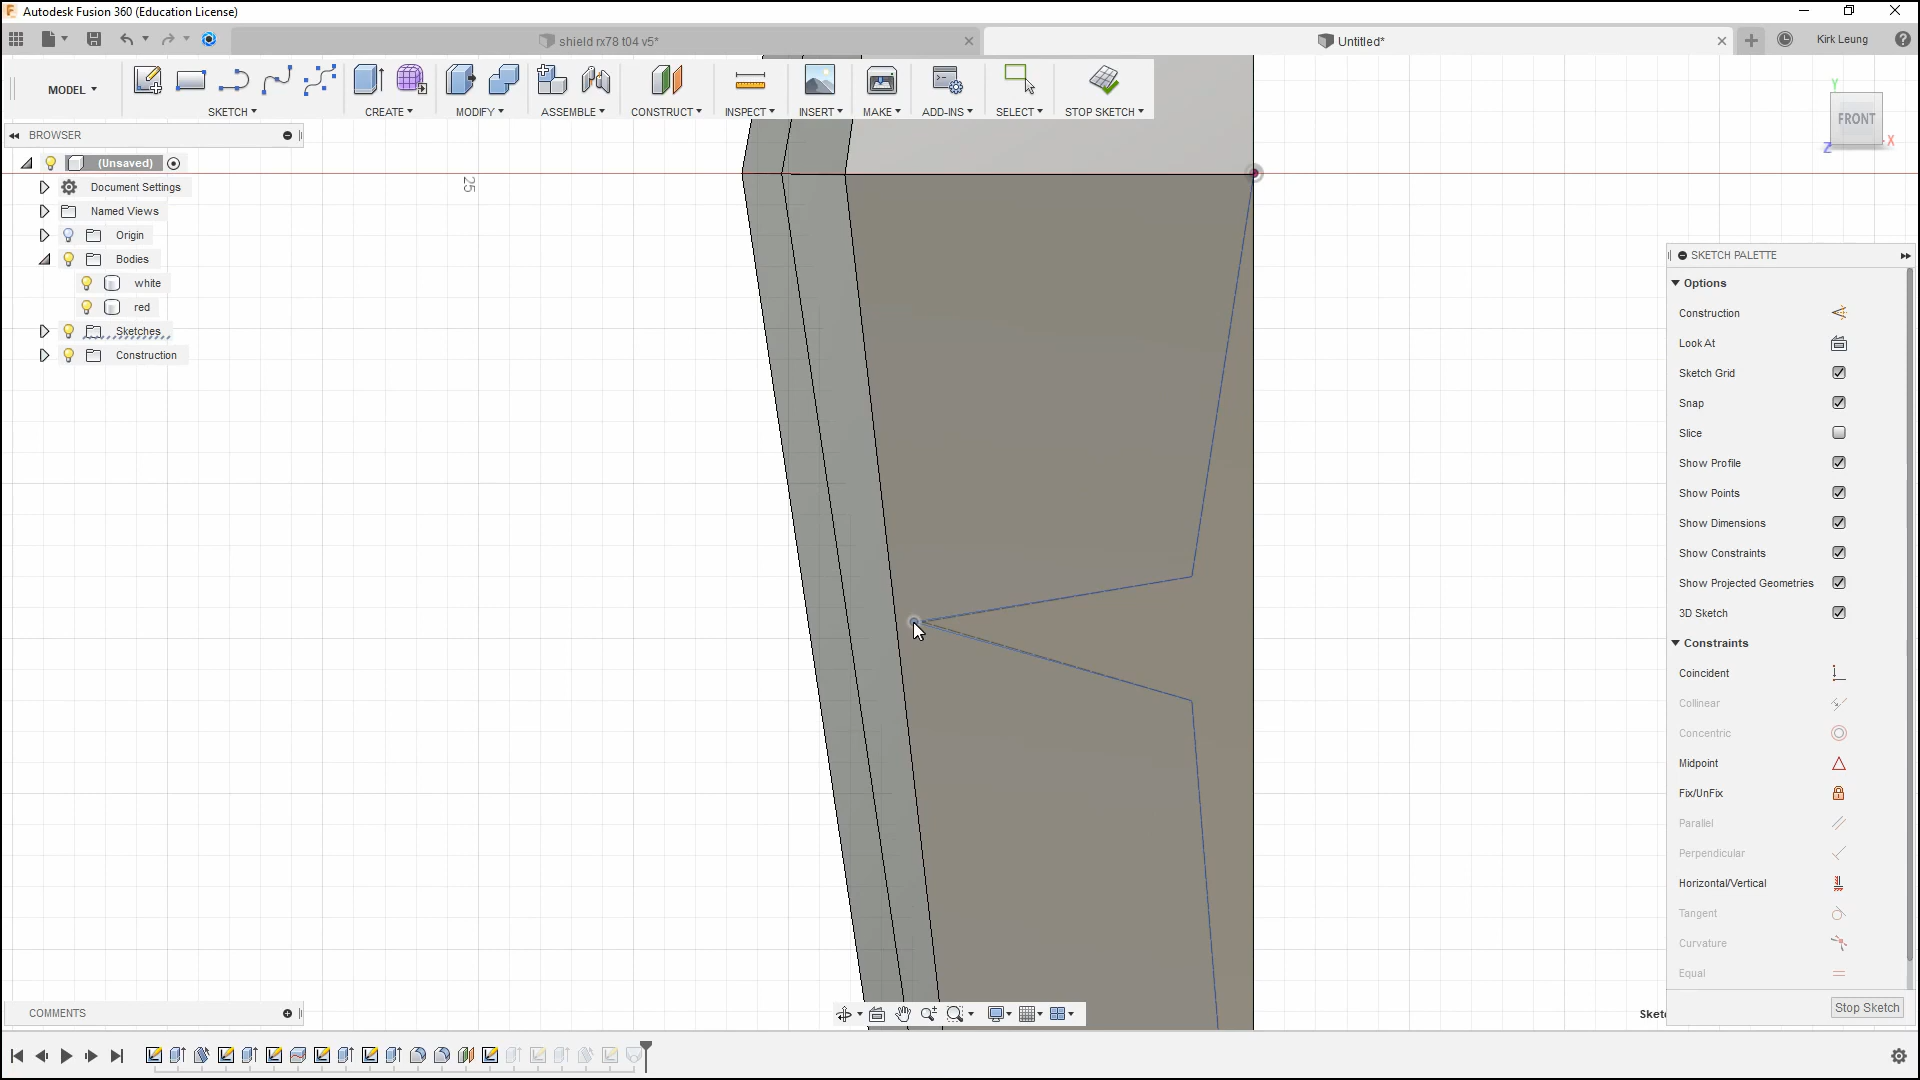 Autodesk Fusion 360 (Education License)
shield rx78 t04 v5*
Untitled*
Kirk Leung
MODEL
SKETCH
CREATE
MODIFY
ASSEMBLE
CONSTRUCT
INSPECT
INSERT
MAKE
ADD-INS
SELECT
STOP SKETCH
Y
FRONT
X
Z
BROWSER
(Unsaved)
Document Settings
Named Views
Origin
Bodies
white
red
Sketches
Construction
25
SKETCH PALETTE
Options
Construction
Look At
Sketch Grid
Snap
Slice
Show Profile
Show Points
Show Dimensions
Show Constraints
Show Projected Geometries
3D Sketch
Constraints
Coincident
Collinear
Concentric
Midpoint
Fix/UnFix
Parallel
Perpendicular
Horizontal/Vertical
Tangent
Curvature
Equal
Stop Sketch
COMMENTS